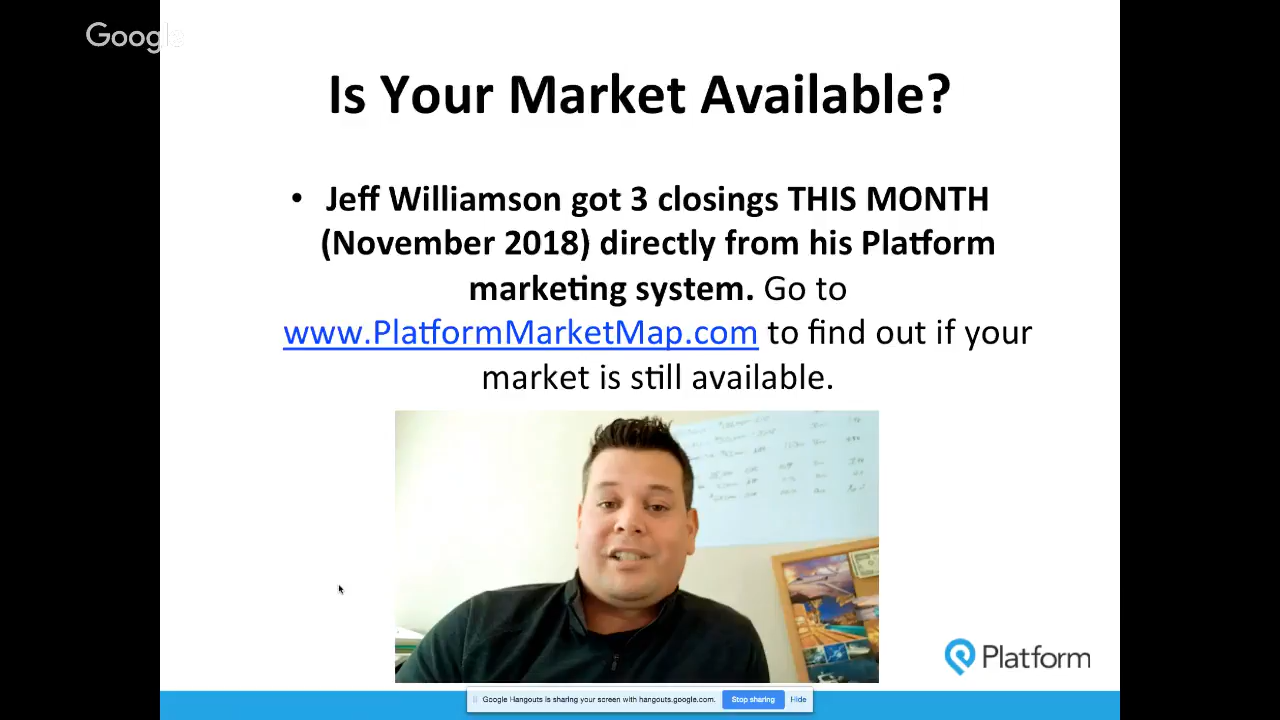 Google
Is Your Market Available?
• Jeff Williamson got 3 closings THIS MONTH
(November 2018) directly from his Platform
marketing system. Go to
www.PlatformMarketMap.com to find out if your
market is still available.
Platform
Google Hangouts is sharing your screen with hangouts.google.com. Stop sharing Hide